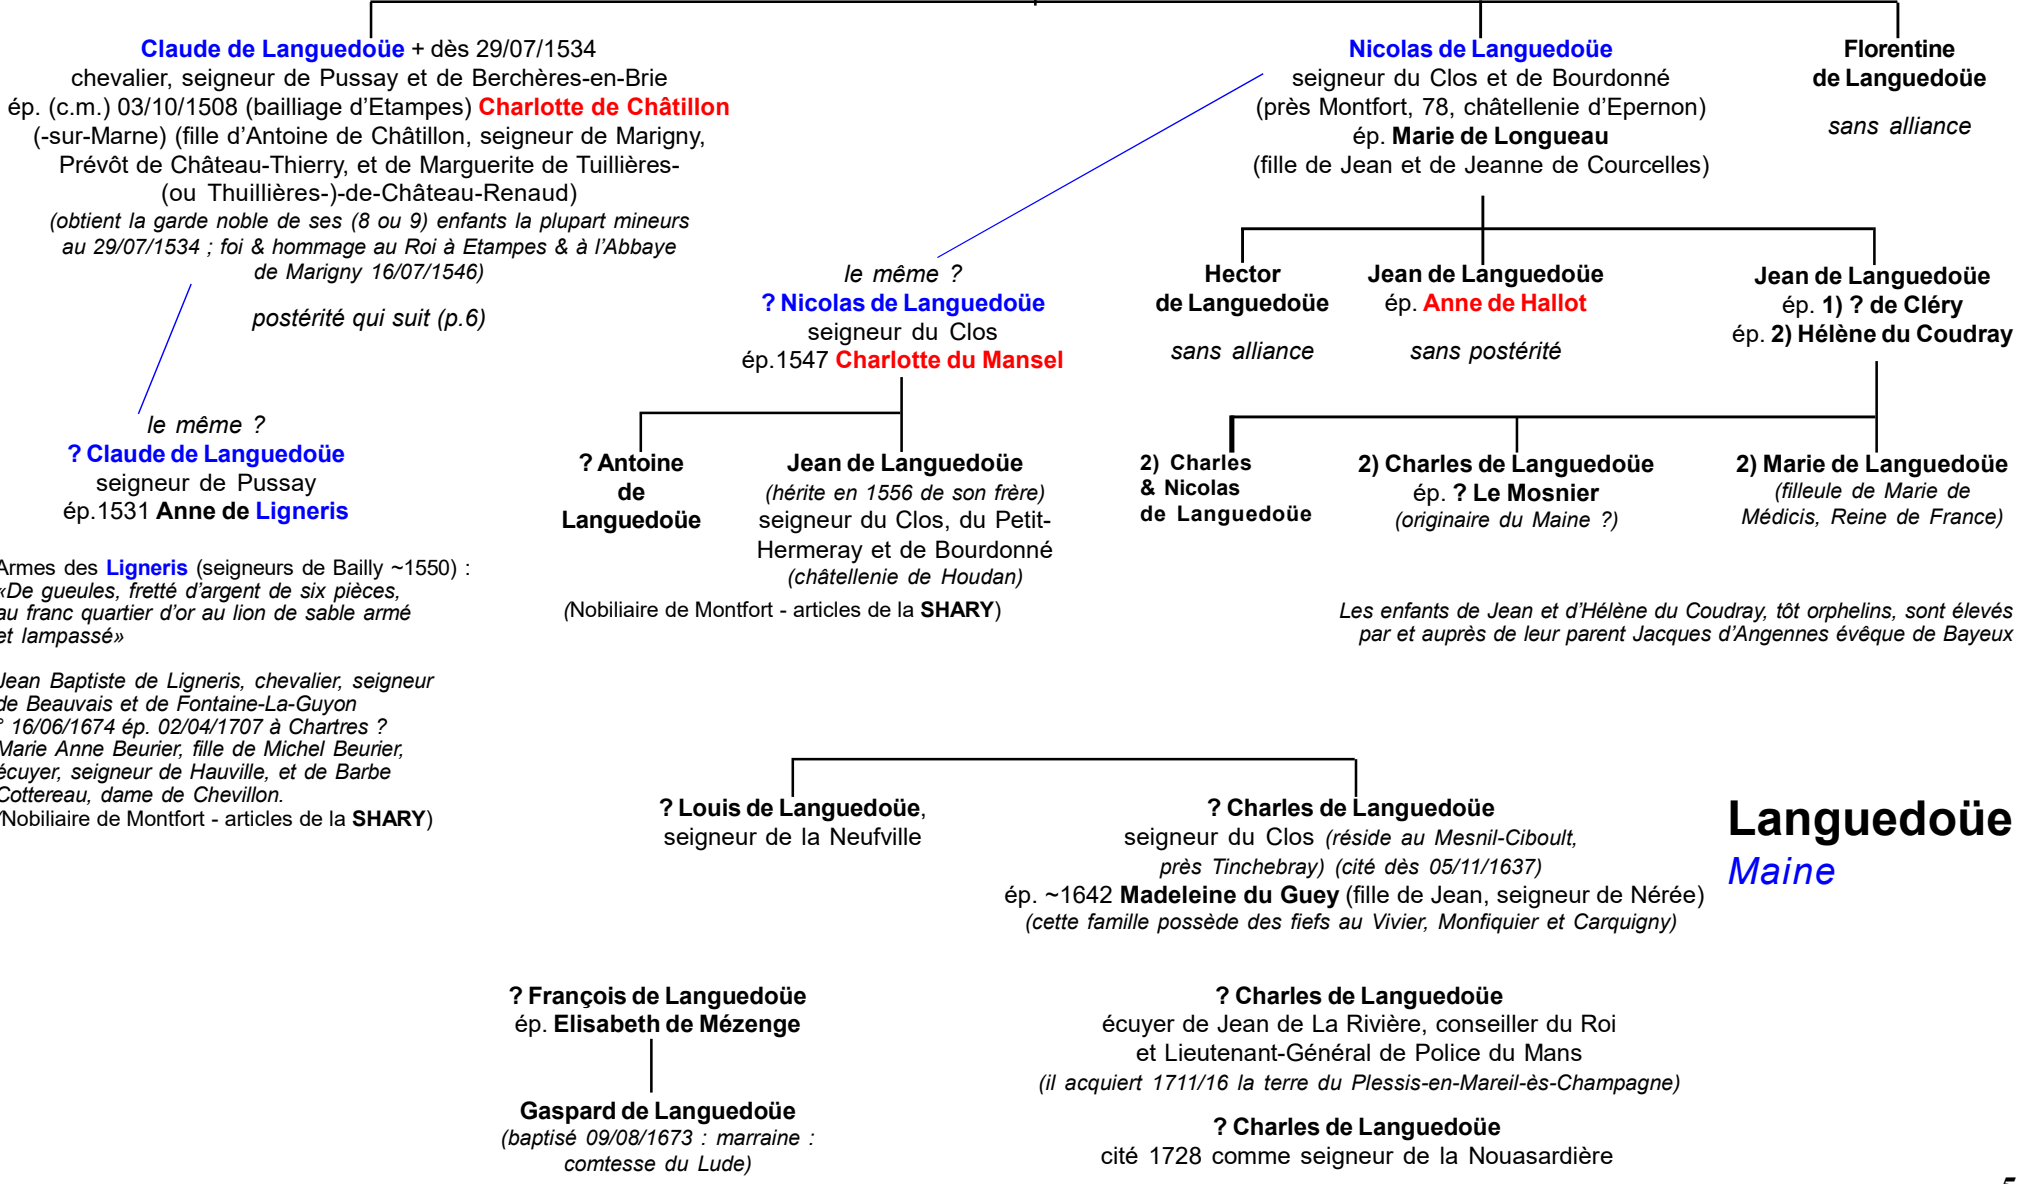 Claude de Languedoüe + dès 29/07/1534
chevalier, seigneur de Pussay et de Berchères-en-Brie
ép. (c.m.) 03/10/1508 (bailliage d'Etampes) Charlotte de Châtillon
(-sur-Marne) (fille d'Antoine de Châtillon, seigneur de Marigny,
Prévôt de Château-Thierry, et de Marguerite de Tuillières-
(ou Thuillières-)-de-Château-Renaud)
(obtient la garde noble de ses (8 ou 9) enfants la plupart mineurs
au 29/07/1534 ; foi & hommage au Roi à Etampes & à l'Abbaye
de Marigny 16/07/1546)
postérité qui suit (p.6)
Nicolas de Languedoüe
seigneur du Clos et de Bourdonné
(près Montfort, 78, châtellenie d'Epernon)
ép. Marie de Longueau
(fille de Jean et de Jeanne de Courcelles)
Florentine
de Languedoüe
sans alliance
le même ?
? Nicolas de Languedoüe
seigneur du Clos
ép.1547 Charlotte du Mansel
Hector
de Languedoüe
sans alliance
Jean de Languedoüe
ép. Anne de Hallot
sans postérité
Jean de Languedoüe
ép. 1) ? de Cléry
ép. 2) Hélène du Coudray
le même ?
? Claude de Languedoüe
seigneur de Pussay
ép.1531 Anne de Ligneris
? Antoine
de
Languedoüe
Jean de Languedoüe
(hérite en 1556 de son frère)
seigneur du Clos, du Petit-
Hermeray et de Bourdonné
(châtellenie de Houdan)
(Nobiliaire de Montfort - articles de la SHARY)
2) Charles
& Nicolas
de Languedoüe
2) Charles de Languedoüe
ép. ? Le Mosnier
(originaire du Maine ?)
2) Marie de Languedoüe
(filleule de Marie de
Médicis, Reine de France)
Les enfants de Jean et d'Hélène du Coudray, tôt orphelins, sont élevés
par et auprès de leur parent Jacques d'Angennes évêque de Bayeux
Armes des Ligneris (seigneurs de Bailly ~1550) :
«De gueules, fretté d'argent de six pièces,
au franc quartier d'or au lion de sable armé
et lampassé»
Jean Baptiste de Ligneris, chevalier, seigneur
de Beauvais et de Fontaine-La-Guyon
° 16/06/1674 ép. 02/04/1707 à Chartres ?
Marie Anne Beurier, fille de Michel Beurier,
écuyer, seigneur de Hauville, et de Barbe
Cottereau, dame de Chevillon.
(Nobiliaire de Montfort - articles de la SHARY)
? Louis de Languedoüe,
seigneur de la Neufville
? Charles de Languedoüe
seigneur du Clos (réside au Mesnil-Ciboult,
près Tinchebray) (cité dès 05/11/1637)
ép. ~1642 Madeleine du Guey (fille de Jean, seigneur de Nérée)
(cette famille possède des fiefs au Vivier, Monfiquier et Carquigny)
Languedoüe
Maine
? François de Languedoüe
ép. Elisabeth de Mézenge
Gaspard de Languedoüe
(baptisé 09/08/1673 : marraine :
comtesse du Lude)
? Charles de Languedoüe
écuyer de Jean de La Rivière, conseiller du Roi
et Lieutenant-Général de Police du Mans
(il acquiert 1711/16 la terre du Plessis-en-Mareil-ès-Champagne)
? Charles de Languedoüe
cité 1728 comme seigneur de la Nouasardière